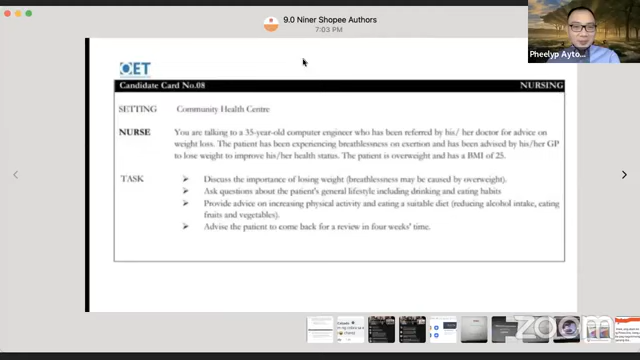 9.0 Niner Shopee Authors
7:03 PM
Pheelyp Ayto...
OET
Candidate Card No.08 NURSING
SETTING Community Health Centre
NURSE You are talking to a 35-year-old computer engineer who has been referred by his/ her doctor for advice on
weight loss. The patient has been experiencing breathlessness on exertion and has been advised by his/her GP
to lose weight to improve his/her health status. The patient is overweight and has a BMI of 25.
TASK ➢ Discuss the importance of losing weight (breathlessness may be caused by overweight).
➢ Ask questions about the patient's general lifestyle including drinking and eating habits
➢ Provide advice on increasing physical activity and eating a suitable diet (reducing alcohol intake, eating
fruits and vegetables).
➢ Advise the patient to come back for a review in four weeks' time.
zoom